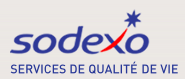 sodexo
SERVICES DE QUALITÉ DE VIE